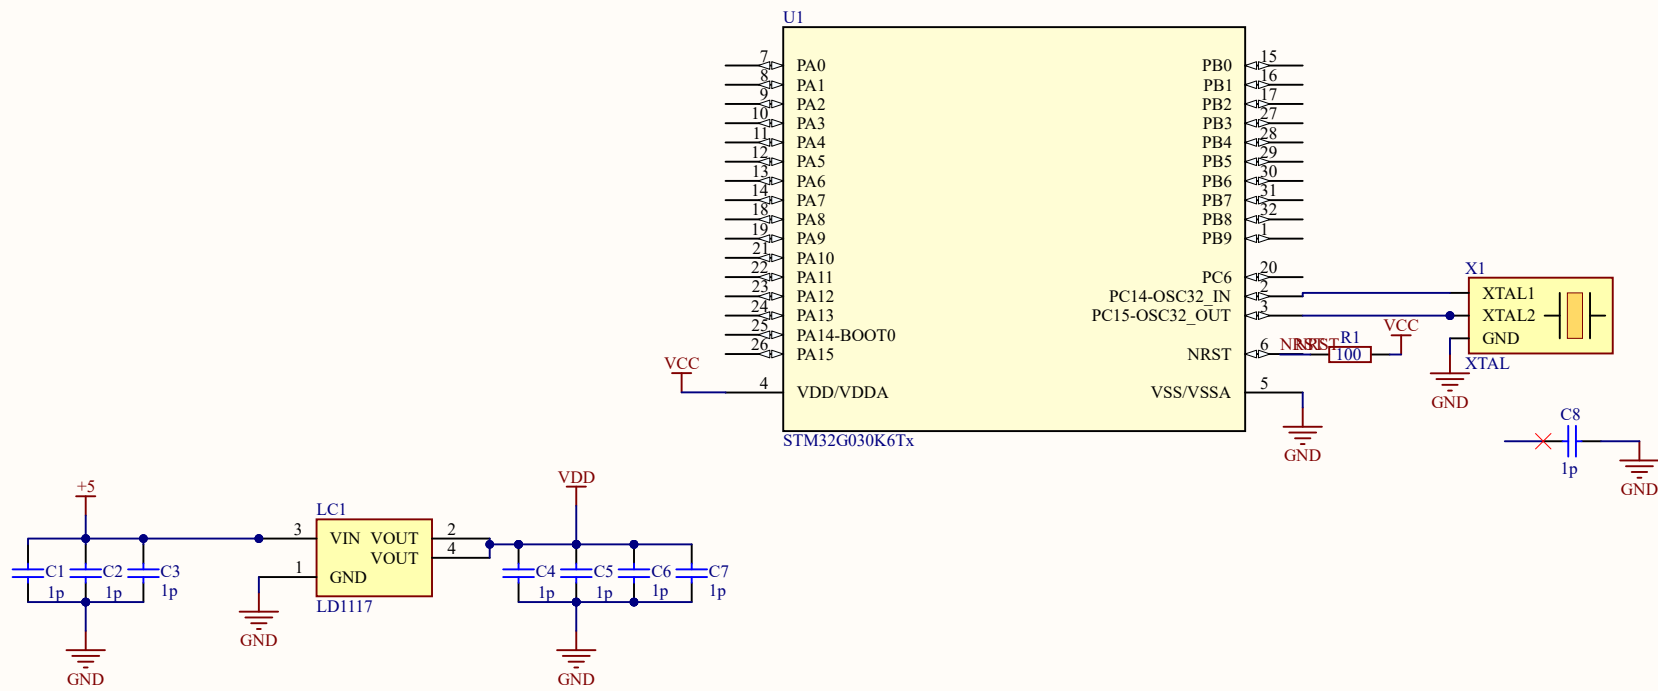 U1
7 PA0
8 PA1
9 PA2
10 PA3
11 PA4
12 PA5
13 PA6
14 PA7
18 PA8
19 PA9
21 PA10
22 PA11
23 PA12
24 PA13
25 PA14-BOOT0
26 PA15
VCC
4 VDD/VDDA
PB0 15
PB1 16
PB2 17
PB3 27
PB4 28
PB5 29
PB6 30
PB7 31
PB8 32
PB9 1
PC6 20
PC14-OSC32_IN 2
PC15-OSC32_OUT 3
NRST 6
VSS/VSSA 5
STM32G030K6Tx
GND
NRST
NRST
R1
100
VCC
X1
XTAL1
XTAL2
GND
XTAL
GND
C8
1p
GND
+5
C1
1p
C2
1p
C3
1p
GND
LC1
3 VIN VOUT 2
VOUT 4
1 GND
LD1117
GND
VDD
C4
1p
C5
1p
C6
1p
C7
1p
GND